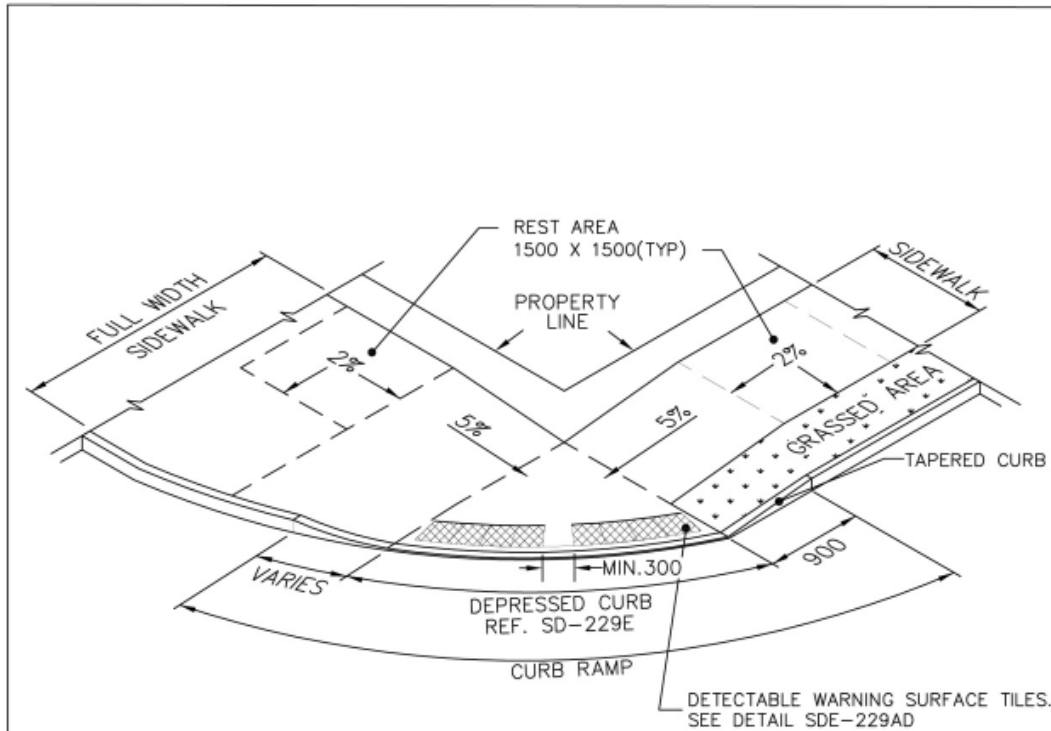 REST AREA
1500 X 1500(TYP)
FULL WIDTH
SIDEWALK
PROPERTY
LINE
SIDEWALK
2%
2%
5%
5%
GRASSED AREA
TAPERED CURB
VARIES
MIN.300
900
DEPRESSED CURB
REF. SD-229E
CURB RAMP
DETECTABLE WARNING SURFACE TILES.
SEE DETAIL SDE-229AD